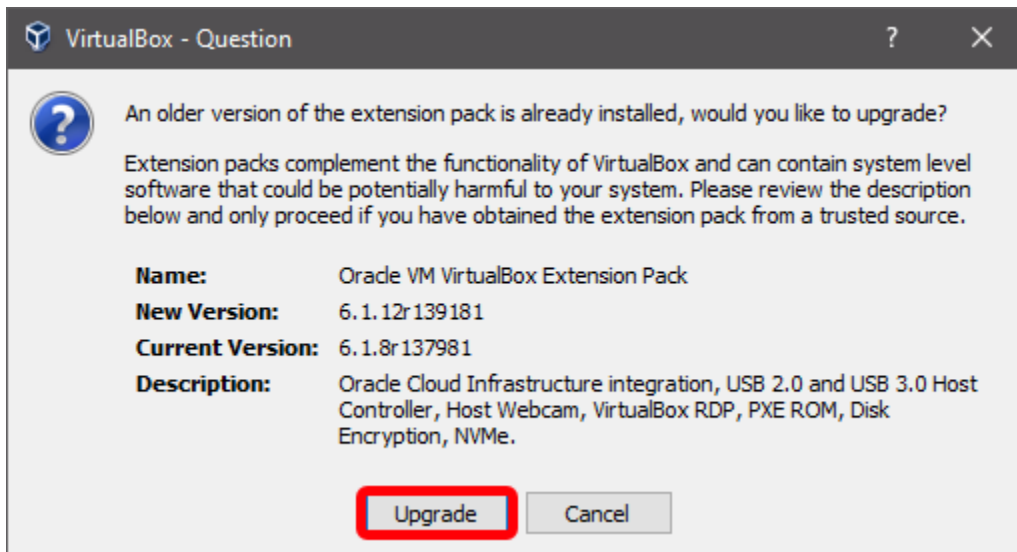 VirtualBox - Question
An older version of the extension pack is already installed, would you like to upgrade?
Extension packs complement the functionality of VirtualBox and can contain system level
software that could be potentially harmful to your system. Please review the description
below and only proceed if you have obtained the extension pack from a trusted source.
Name: Oracle VM VirtualBox Extension Pack
New Version: 6.1.12r139181
Current Version: 6.1.8r137981
Description: Oracle Cloud Infrastructure integration, USB 2.0 and USB 3.0 Host
Controller, Host Webcam, VirtualBox RDP, PXE ROM, Disk
Encryption, NVMe.
Upgrade Cancel